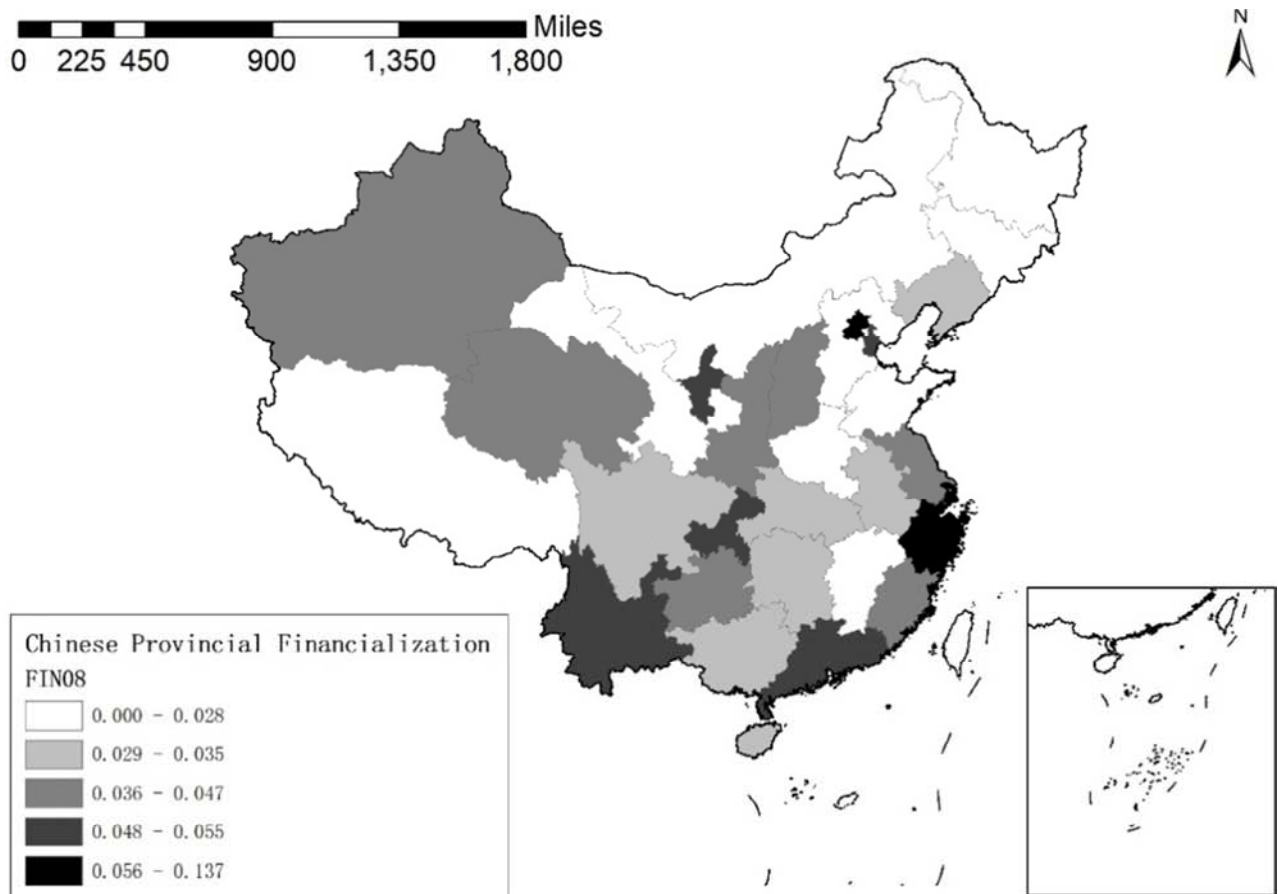 Miles
0 225 450 900 1,350 1,800
N
Chinese Provincial Financialization
FIN08
0.000 - 0.028
0.029 - 0.035
0.036 - 0.047
0.048 - 0.055
0.056 - 0.137